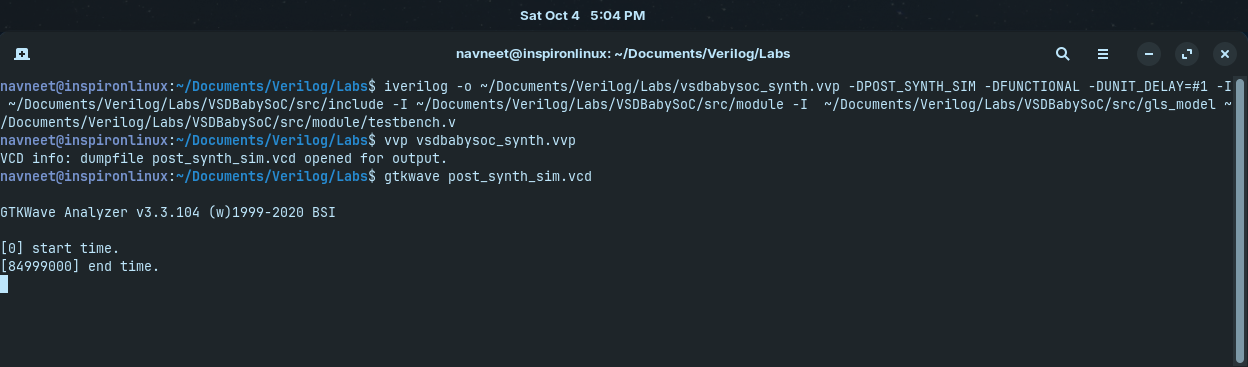 Sat Oct 4 5:04 PM
navneet@inspironlinux: ~/Documents/Verilog/Labs
navneet@inspironlinux:~/Documents/Verilog/Labs$ iverilog -o ~/Documents/Verilog/Labs/vsdbabysoc_synth.vvp -DPOST_SYNTH_SIM -DFUNCTIONAL -DUNIT_DELAY=#1 -I
~/Documents/Verilog/Labs/VSDBabySoC/src/include -I ~/Documents/Verilog/Labs/VSDBabySoC/src/module -I  ~/Documents/Verilog/Labs/VSDBabySoC/src/gls_model ~
/Documents/Verilog/Labs/VSDBabySoC/src/module/testbench.v
navneet@inspironlinux:~/Documents/Verilog/Labs$ vvp vsdbabysoc_synth.vvp
VCD info: dumpfile post_synth_sim.vcd opened for output.
navneet@inspironlinux:~/Documents/Verilog/Labs$ gtkwave post_synth_sim.vcd
GTKWave Analyzer v3.3.104 (w)1999-2020 BSI
[0] start time.
[84999000] end time.